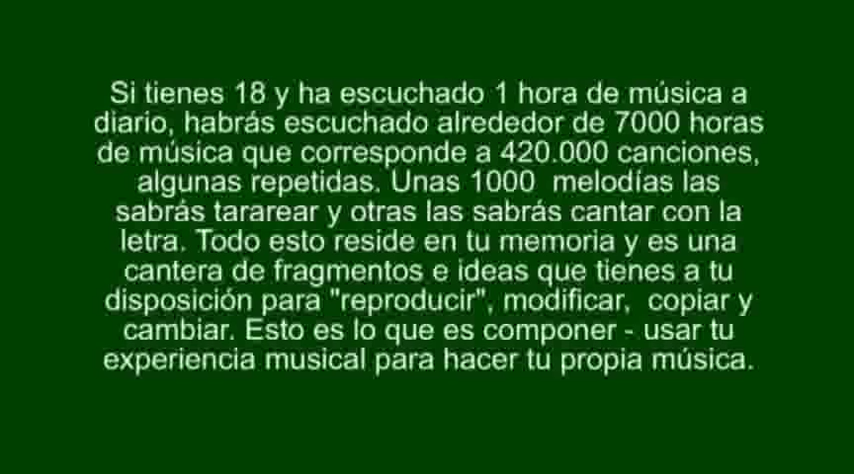 Si tienes 18 y ha escuchado 1 hora de música a
diario, habrás escuchado alrededor de 7000 horas
de música que corresponde a 420.000 canciones,
algunas repetidas. Unas 1000 melodías las
sabrás tararear y otras las sabrás cantar con la
letra. Todo esto reside en tu memoria y es una
cantera de fragmentos e ideas que tienes a tu
disposición para "reproducir", modificar, copiar y
cambiar. Esto es lo que es componer - usar tu
experiencia musical para hacer tu propia música.